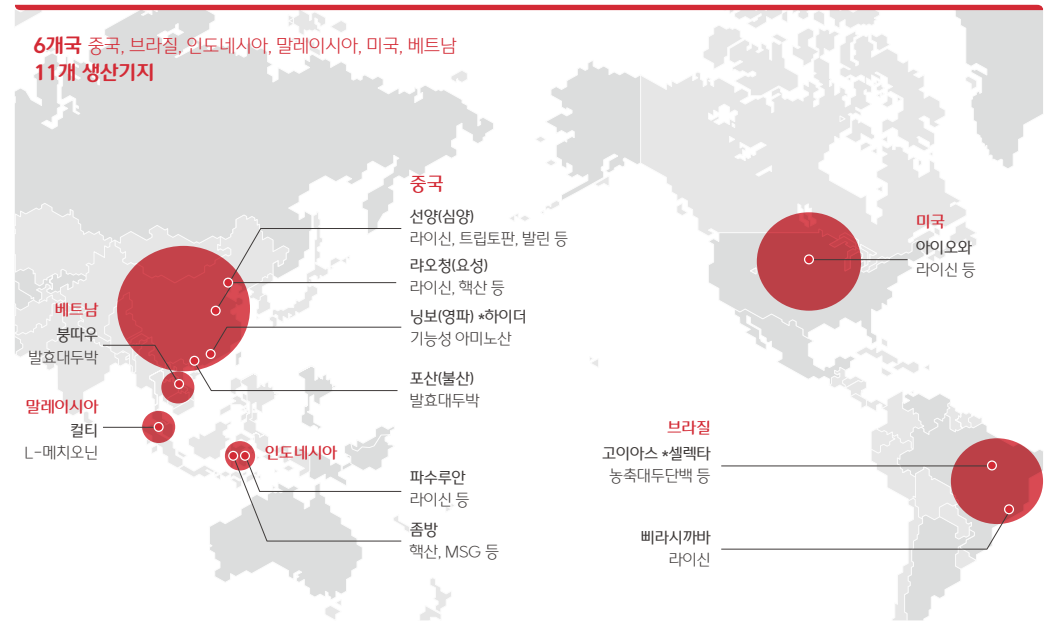 6개국 중국, 브라질, 인도네시아, 말레이시아, 미국, 베트남
11개 생산기지
중국
선양(심양)
라이신, 트립토판, 발린 등
랴오청(요성)
라이신, 핵산 등
닝보(영파) *하이더
기능성 아미노산
포산(불산)
발효대두박
베트남
붕따우
발효대두박
말레이시아
컬티
L-메치오닌
인도네시아
파수루안
라이신 등
좀방
핵산, MSG 등
미국
아이오와
라이신 등
브라질
고이아스 *셀렉타
농축대두단백 등
삐라시까바
라이신